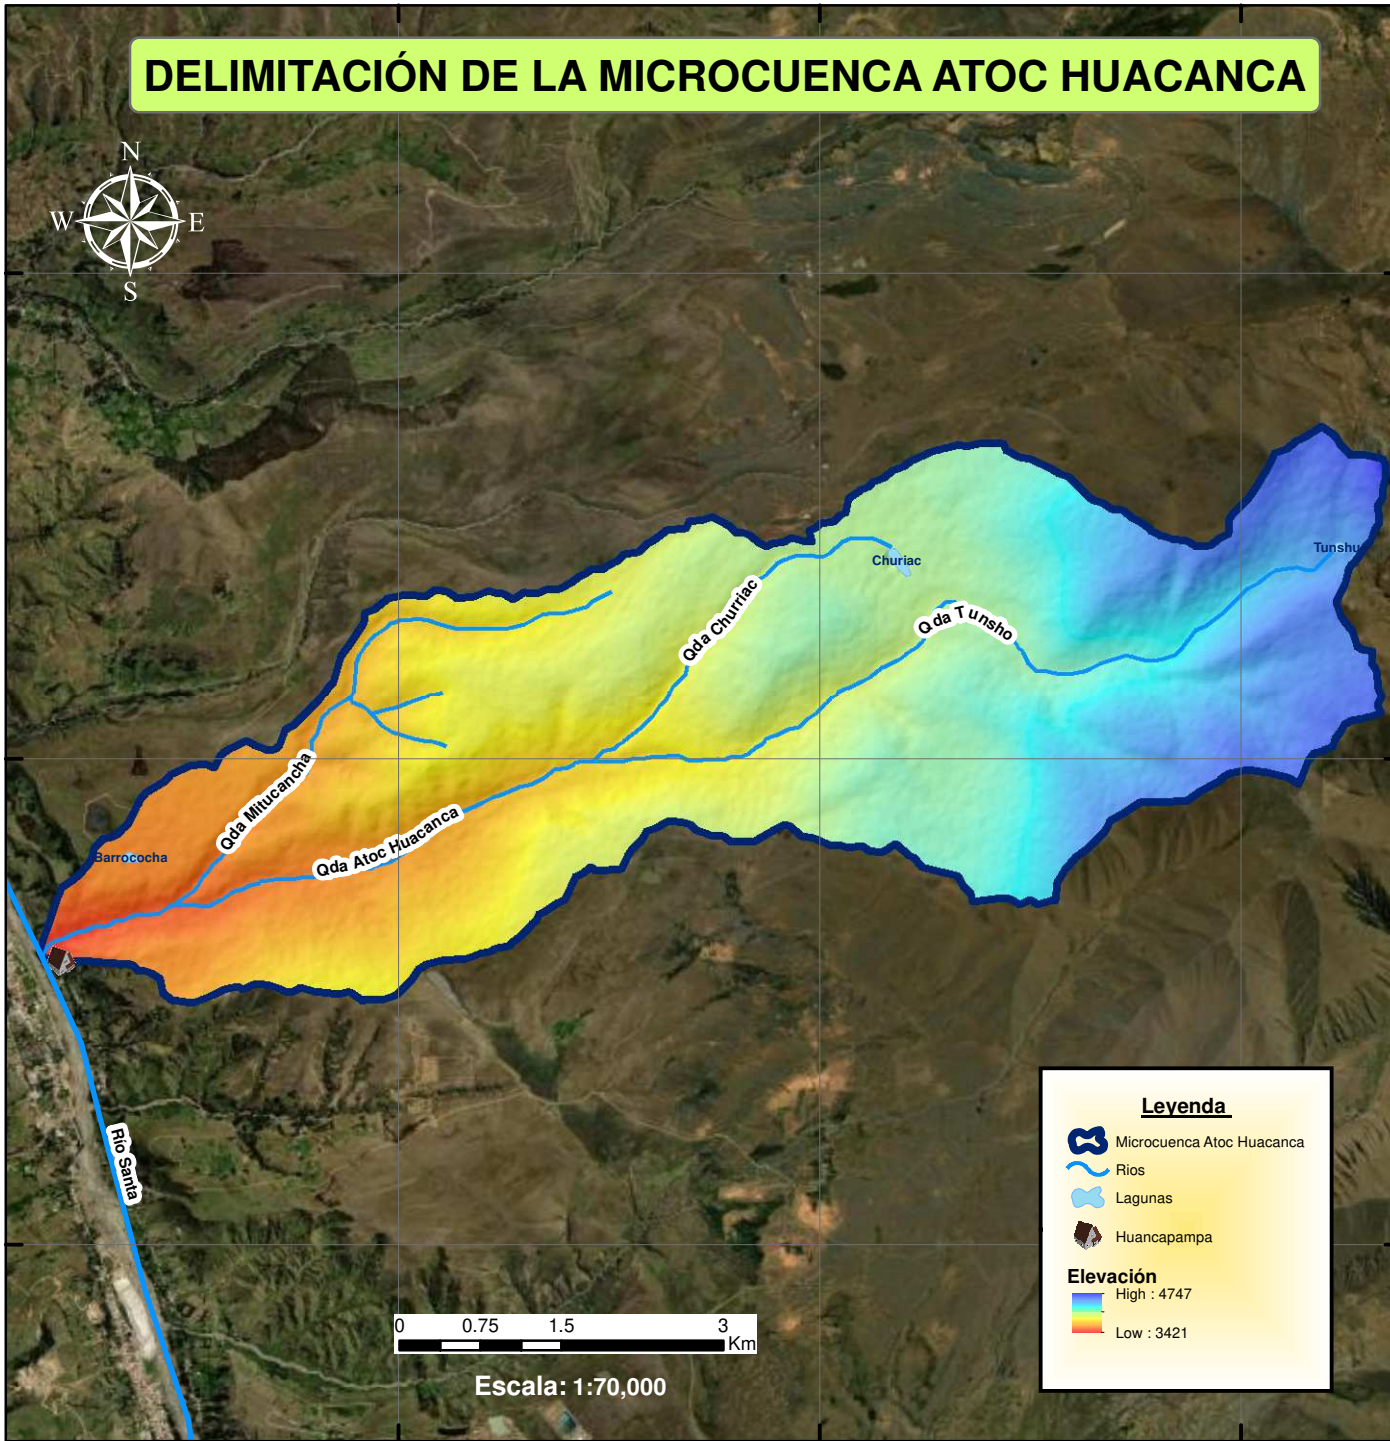 DELIMITACIÓN DE LA MICROCUENCA ATOC HUACANCA
N
W E
S
Tunshu
Churiac
Qda Churriac
Qda Tunsho
Qda Mitucancha
Qda Atoc Huacanca
Barrococha
Río Santa
Leyenda
Microcuenca Atoc Huacanca
Rios
Lagunas
Huancapampa
Elevación
High : 4747
Low : 3421
0 0.75 1.5 3
Km
Escala: 1:70,000